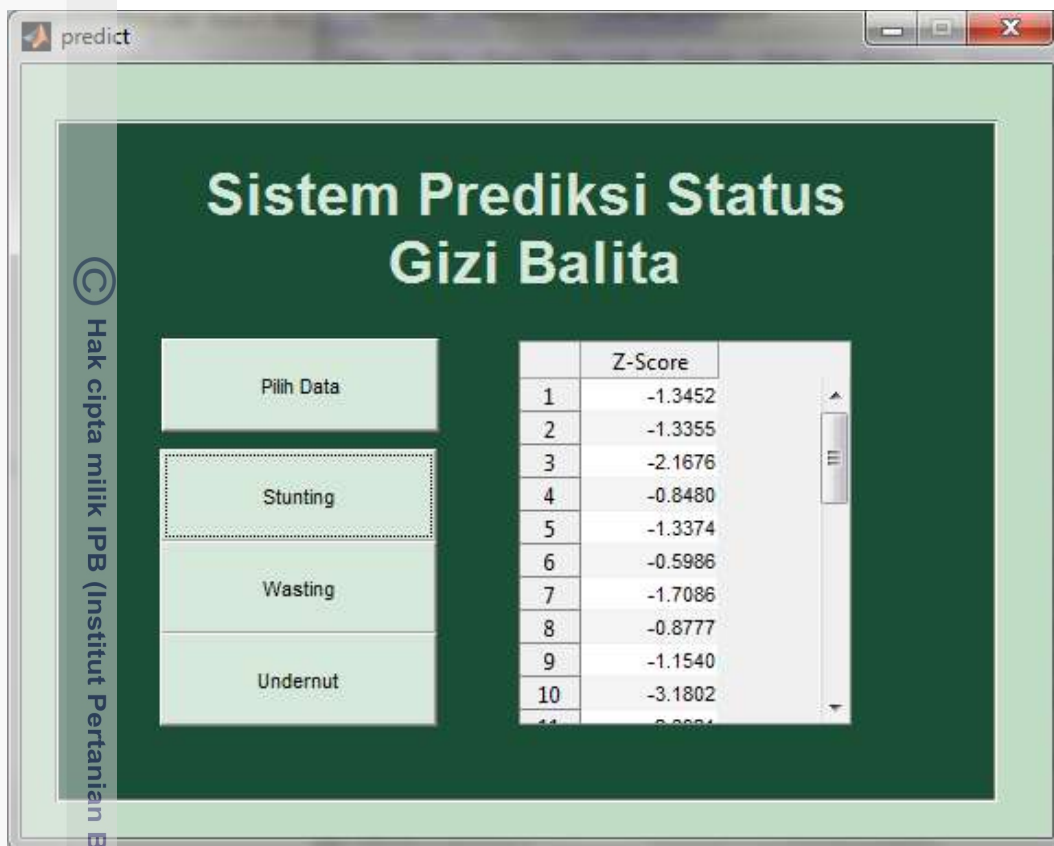 predict
Sistem Prediksi Status
Gizi Balita
Pilih Data
Stunting
Wasting
Undernut
Z-Score
1 -1.3452
2 -1.3355
3 -2.1676
4 -0.8480
5 -1.3374
6 -0.5986
7 -1.7086
8 -0.8777
9 -1.1540
10 -3.1802
© Hak cipta milik IPB (Institut Pertanian